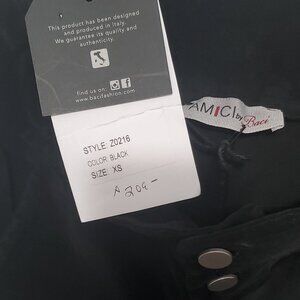 This product has been
designed and produced in Italy.
We guarantee its quality and
authenticity.
find us on:
www.bacifashion.com
STYLE: Z0216
COLOR: BLACK
SIZE: XS
209-
AMICI by Baci